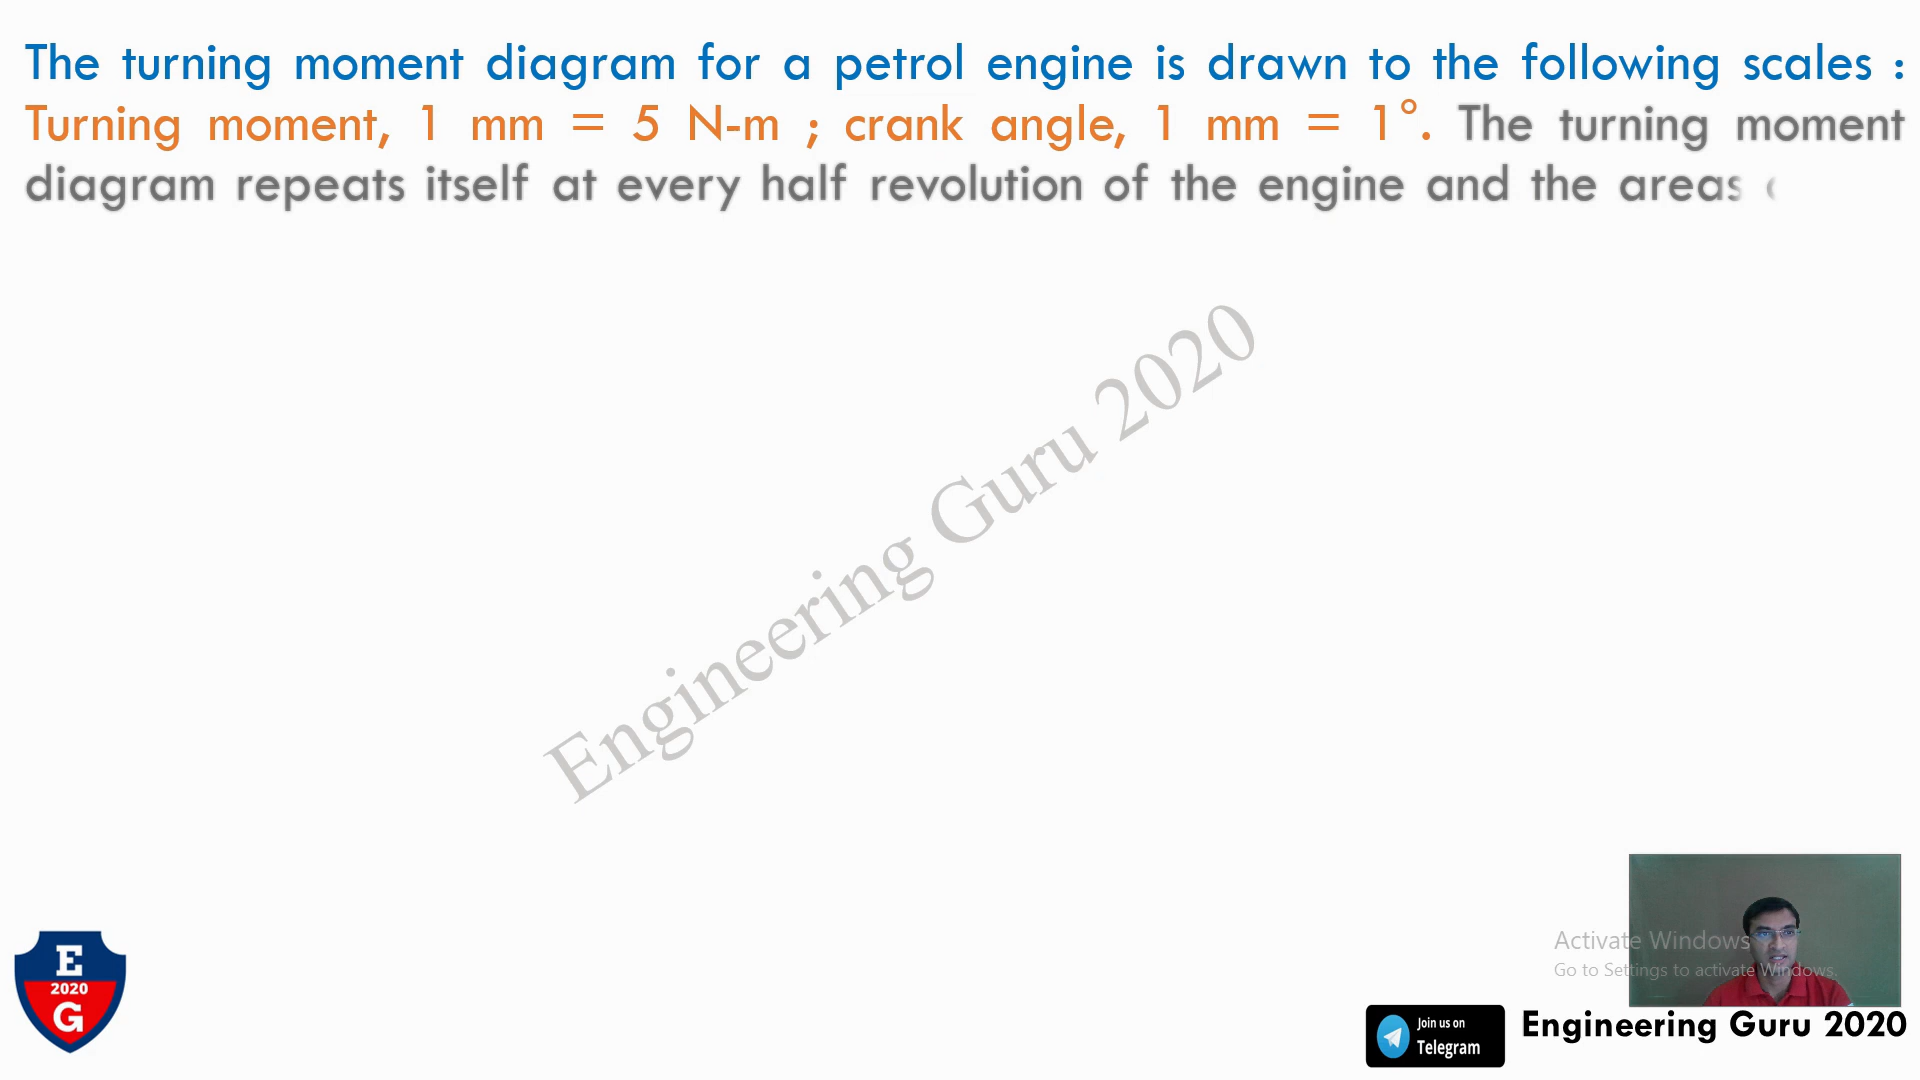 The turning moment diagram for a petrol engine is drawn to the following scales :
Turning moment, 1 mm = 5 N-m ; crank angle, 1 mm = 1°. The turning moment
diagram repeats itself at every half revolution of the engine and the areas
Engineering Guru 2020
E
2020
G
Activate Windows
Go to Settings to activate Windows.
Join us on
Telegram
Engineering Guru 2020